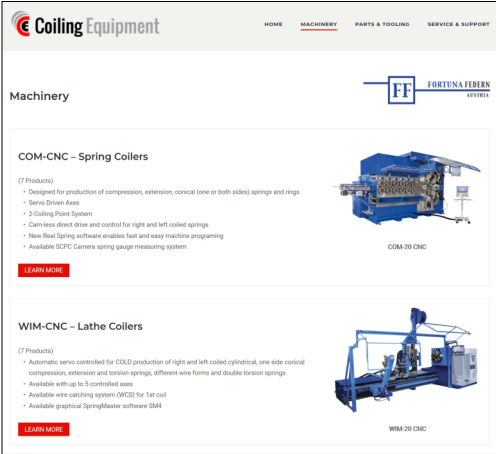 Coiling Equipment
HOME MACHINERY PARTS & TOOLING SERVICE & SUPPORT
Machinery
FF FORTUNA FEDERN
AUSTRIA
COM-CNC – Spring Coilers
(7 Products)
• Designed for production of compression, extension, conical (one or both sides) springs and rings
• Servo Driven Axes
• 2-Coiling Point System
• Cam-less direct drive and control for right and left coiled springs
• New Real Spring software enables fast and easy machine programing
• Available SCPC Camera spring gauge measuring system
COM-20 CNC
LEARN MORE
WIM-CNC – Lathe Coilers
(7 Products)
• Automatic servo controlled for COLD production of right and left coiled cylindrical, one side conical
compression, extension and torsion springs, different wire forms and double torsion springs
• Available with up to 5 controlled axes
• Available wire catching system (WCS) for 1st coil
• Available graphical SpringMaster software SM4
LEARN MORE
WIM-20 CNC